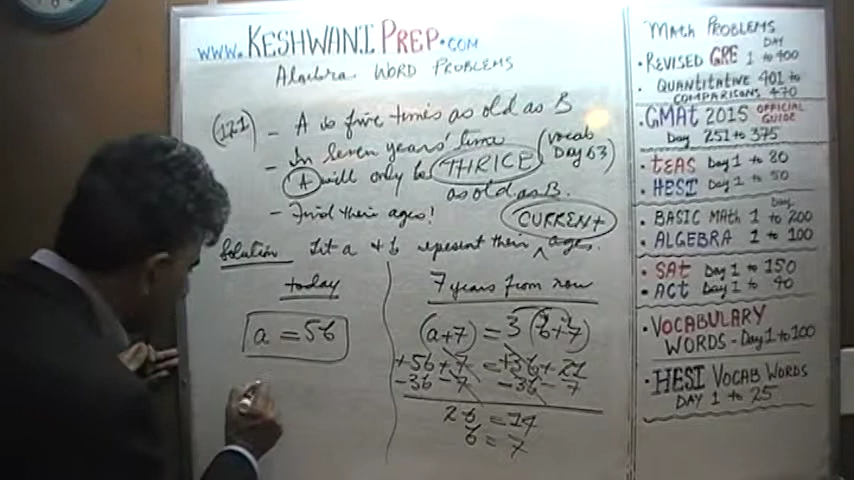 www.KESHWANIPREP.com
Algebra WORD PROBLEMS
(121) - A is five times as old as B
- In seven years' time
A will only be THRICE (vocab Day 63)
as old as B.
- Find their ages!
CURRENT
Solution Let a & b repesent their ^ ages.
today
a = 5b
7 years from now
(a+7) = 3(b+7)
+5b+7 = +3b+21
-3b-7 -3b-7
2b = 14
b = 7
MATH PROBLEMS
• REVISED GRE DAY 1 to 400
• QUANTITATIVE 401 to
COMPARISONS 470
• GMAT 2015 OFFICIAL GUIDE
Day 251 to 375
• TEAS Day 1 to 80
• HESI Day 1 to 50
Day
• BASIC MATH 1 to 200
• ALGEBRA 1 to 100
• SAT Day 1 to 150
• ACT Day 1 to 40
• VOCABULARY
WORDS - Day 1 to 100
• HESI VOCAB WORDS
DAY 1 to 25